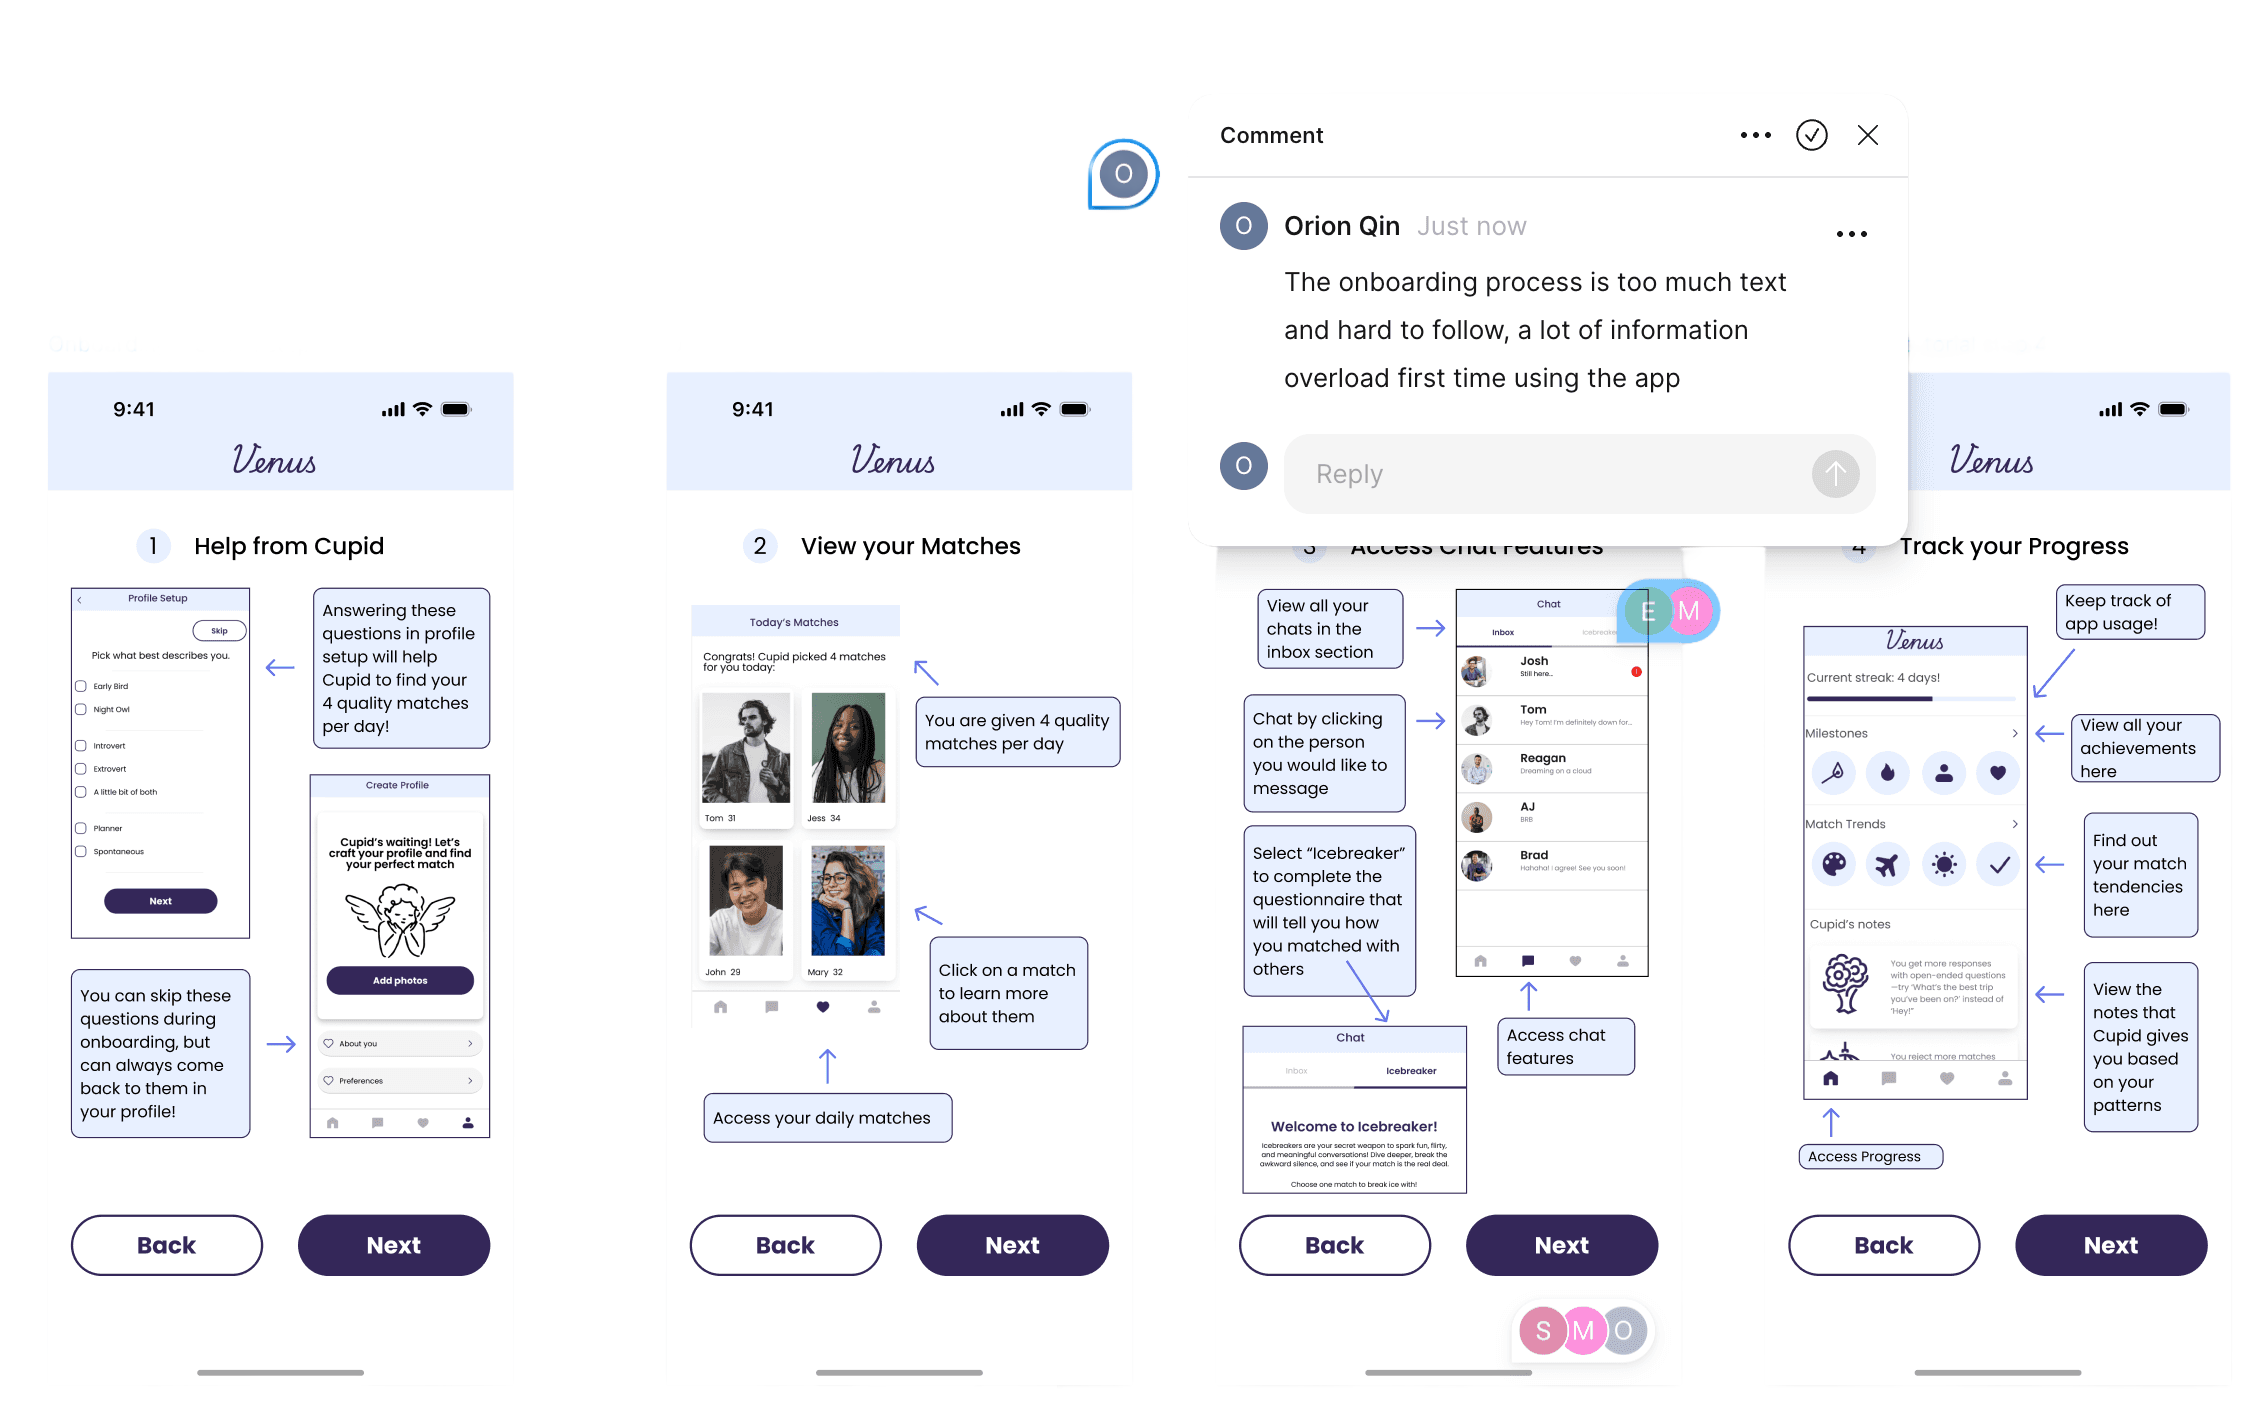 O
Comment
O
Orion Qin Just now
The onboarding process is too much text
and hard to follow, a lot of information
overload first time using the app
O
Reply
9:41
Venus
1 Help from Cupid
Profile Setup
Skip
Pick what best describes you.
Early Bird
Night Owl
Introvert
Extrovert
A little bit of both
Planner
Spontaneous
Next
Answering these
questions in profile
setup will help
Cupid to find your
4 quality matches
per day!
You can skip these
questions during
onboarding, but
can always come
back to them in
your profile!
Create Profile
Cupid's waiting! Let's
craft your profile and find
your perfect match
Add photos
About you
Preferences
Back
Next
9:41
Venus
2 View your Matches
Today's Matches
Congrats! Cupid picked 4 matches
for you today:
Tom 31
Jess 34
John 29
Mary 32
You are given 4 quality
matches per day
Click on a match
to learn more
about them
Access your daily matches
Back
Next
3 Access Chat Features
View all your
chats in the
inbox section
Chat by clicking
on the person
you would like to
message
Select “Icebreaker”
to complete the
questionnaire that
will tell you how
you matched with
others
Chat
Inbox
Icebreaker
E M
Josh
Still here...
Tom
Hey Tom! I'm definitely down for...
Reagan
Dreaming on a cloud
AJ
BRB
Brad
Hahaha! I agree! See you soon!
Access chat
features
Chat
Inbox
Icebreaker
Welcome to Icebreaker!
Icebreakers are your secret weapon to spark fun, flirty,
and meaningful conversations! Dive deeper, break the
awkward silence, and see if your match is the real deal.
Choose one match to break ice with!
Back
Next
S M O
Venus
4 Track your Progress
Keep track of
app usage!
Venus
Current streak: 4 days!
Milestones
View all your
achievements
here
Match Trends
Find out
your match
tendencies
here
Cupid's notes
You get more responses
with open-ended questions
—try 'What's the best trip
you've been on?' instead of
'Hey!"
You reject more matches
View the
notes that
Cupid gives
you based
on your
patterns
Access Progress
Back
Next